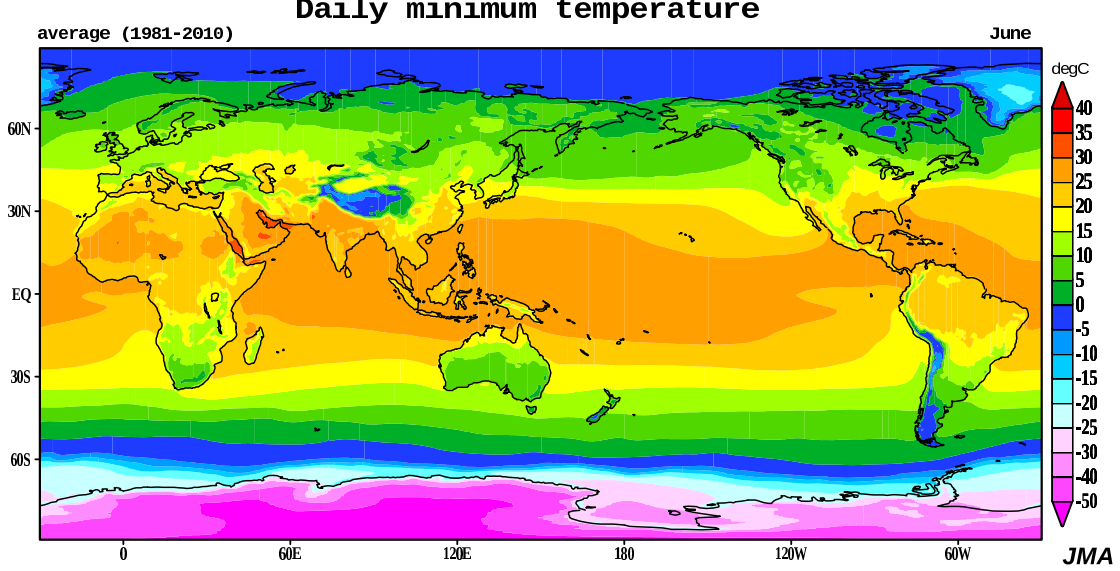 Daily minimum temperature
average (1981-2010)
June
degC
40
35
30
25
20
15
10
5
0
-5
-10
-15
-20
-25
-30
-40
-50
60N
30N
EQ
30S
60S
0
60E
120E
180
120W
60W
JMA